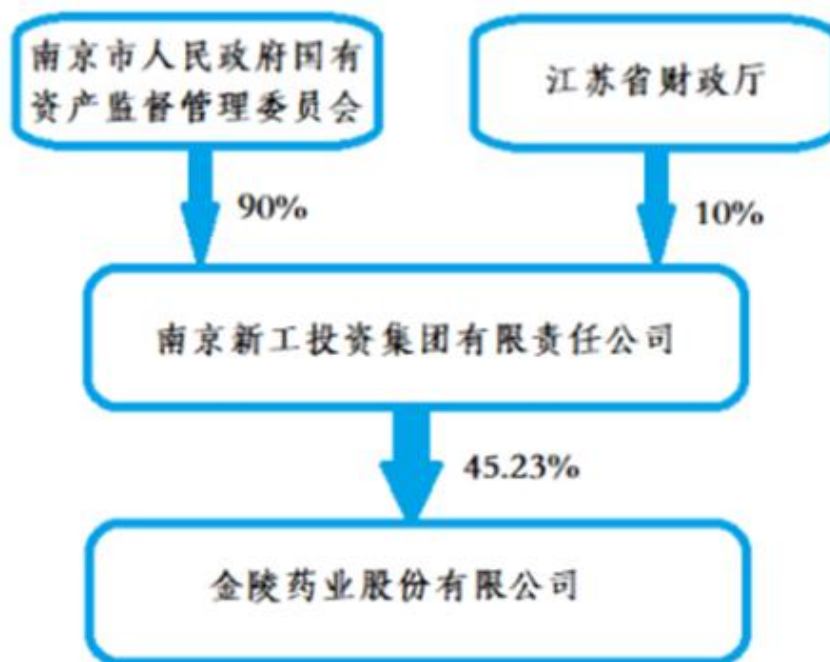 南京市人民政府国有
资产监督管理委员会
江苏省财政厅
90%
10%
南京新工投资集团有限责任公司
45.23%
金陵药业股份有限公司